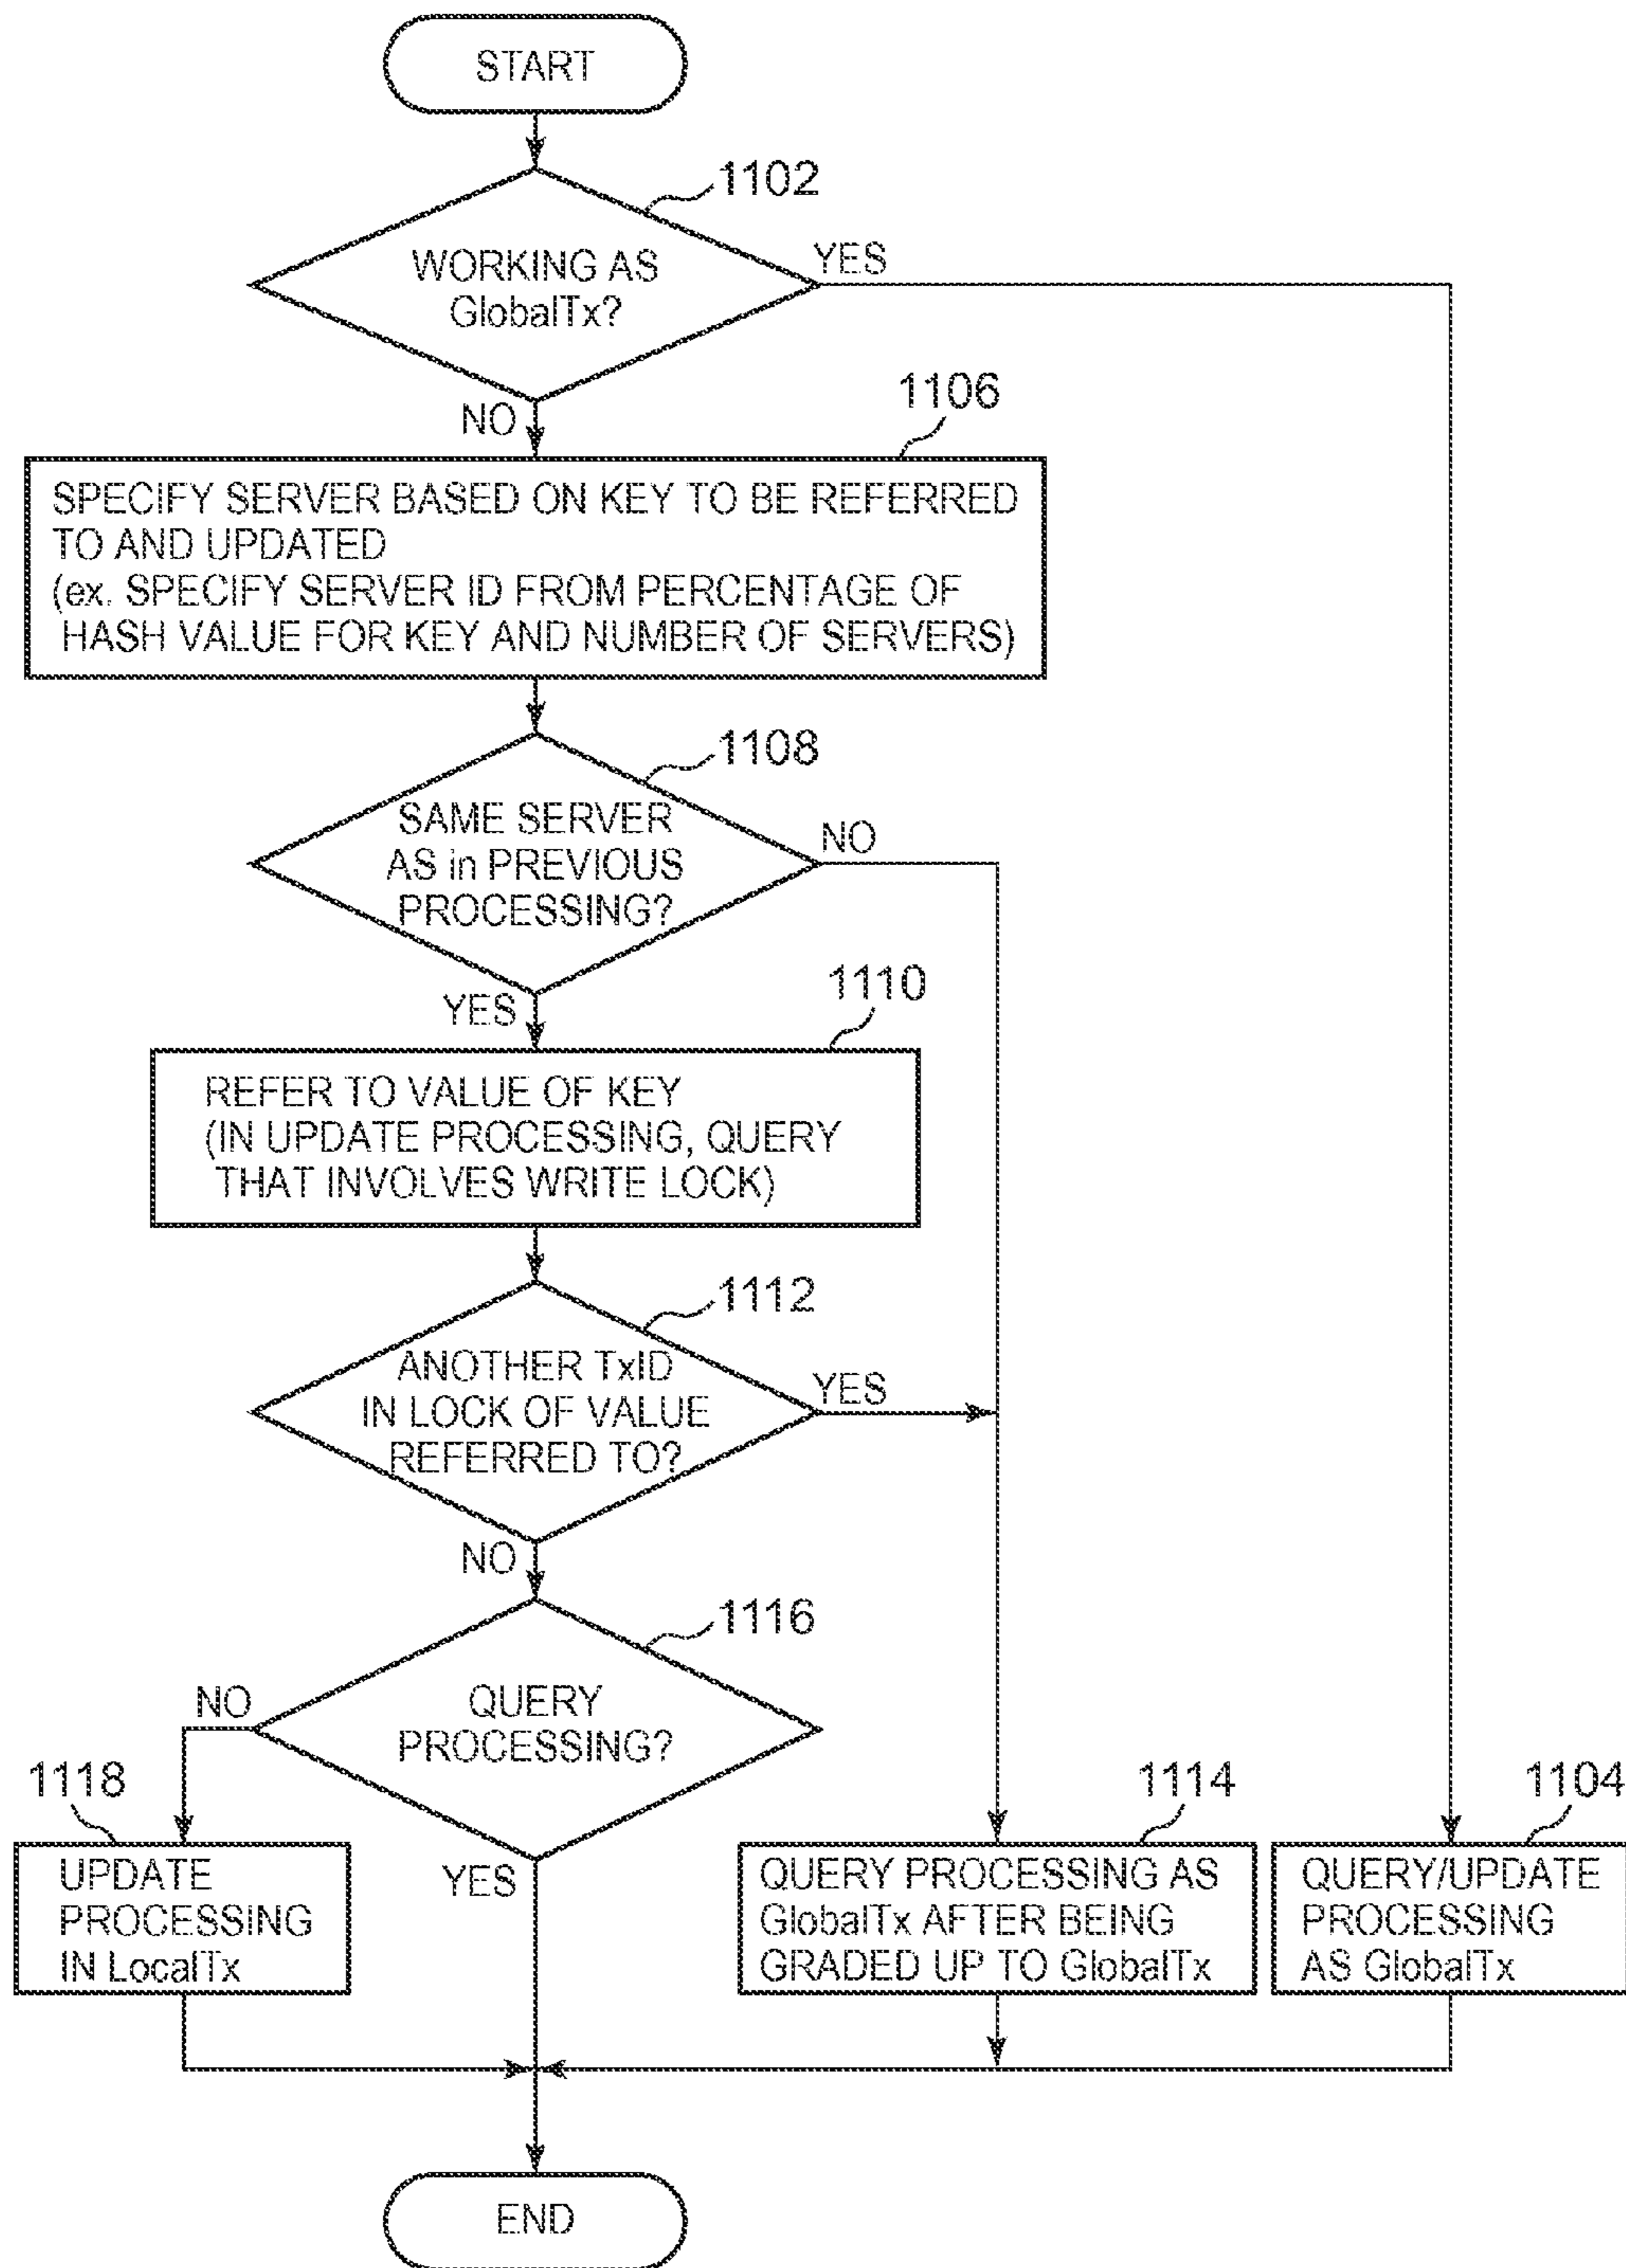 START
1102
WORKING AS
GlobalTx?
YES
NO
1106
SPECIFY SERVER BASED ON KEY TO BE REFERRED
TO AND UPDATED
(ex. SPECIFY SERVER ID FROM PERCENTAGE OF
HASH VALUE FOR KEY AND NUMBER OF SERVERS)
1108
SAME SERVER
AS in PREVIOUS
PROCESSING?
NO
YES
1110
REFER TO VALUE OF KEY
(IN UPDATE PROCESSING, QUERY
THAT INVOLVES WRITE LOCK)
1112
ANOTHER TxID
IN LOCK OF VALUE
REFERRED TO?
YES
NO
1116
QUERY
PROCESSING?
NO
YES
1118
UPDATE
PROCESSING
IN LocalTx
1114
QUERY PROCESSING AS
GlobalTx AFTER BEING
GRADED UP TO GlobalTx
1104
QUERY/UPDATE
PROCESSING
AS GlobalTx
END